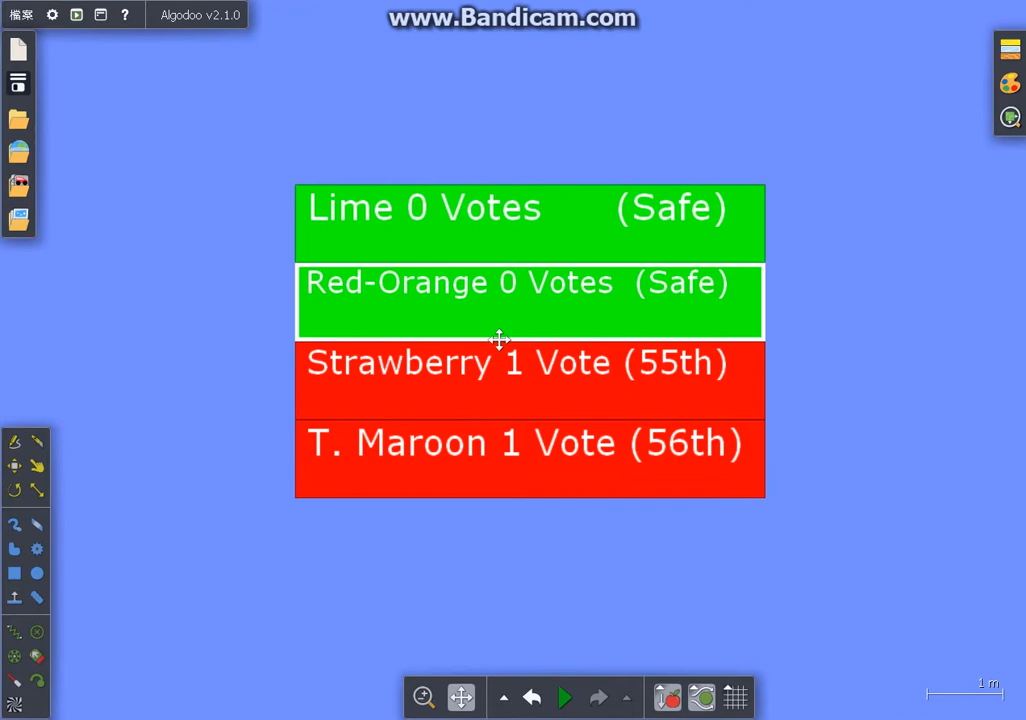 www.Bandicam.com
檔案 ? Algodoo v2.1.0
Lime 0 Votes (Safe)
Red-Orange 0 Votes (Safe)
Strawberry 1 Vote (55th)
T. Maroon 1 Vote (56th)
1 m